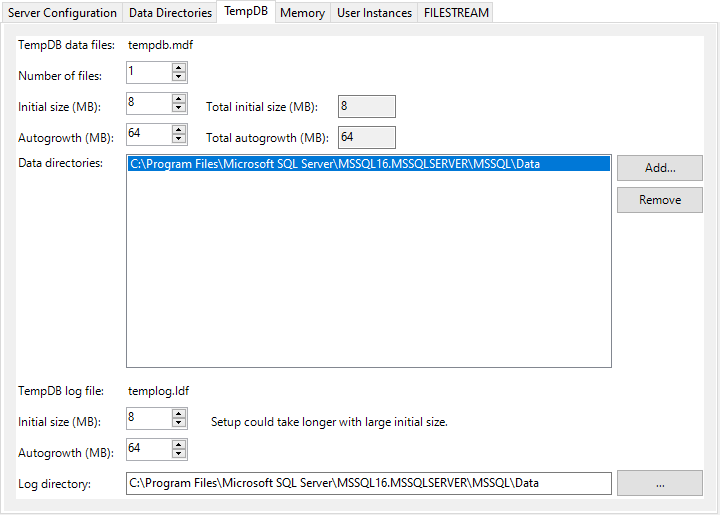 Server Configuration Data Directories TempDB Memory User Instances FILESTREAM
TempDB data files: tempdb.mdf
Number of files: 1
Initial size (MB): 8 Total initial size (MB): 8
Autogrowth (MB): 64 Total autogrowth (MB): 64
Data directories: C:\Program Files\Microsoft SQL Server\MSSQL16.MSSQLSERVER\MSSQL\Data Add...
Remove
TempDB log file: templog.ldf
Initial size (MB): 8 Setup could take longer with large initial size.
Autogrowth (MB): 64
Log directory: C:\Program Files\Microsoft SQL Server\MSSQL16.MSSQLSERVER\MSSQL\Data ...